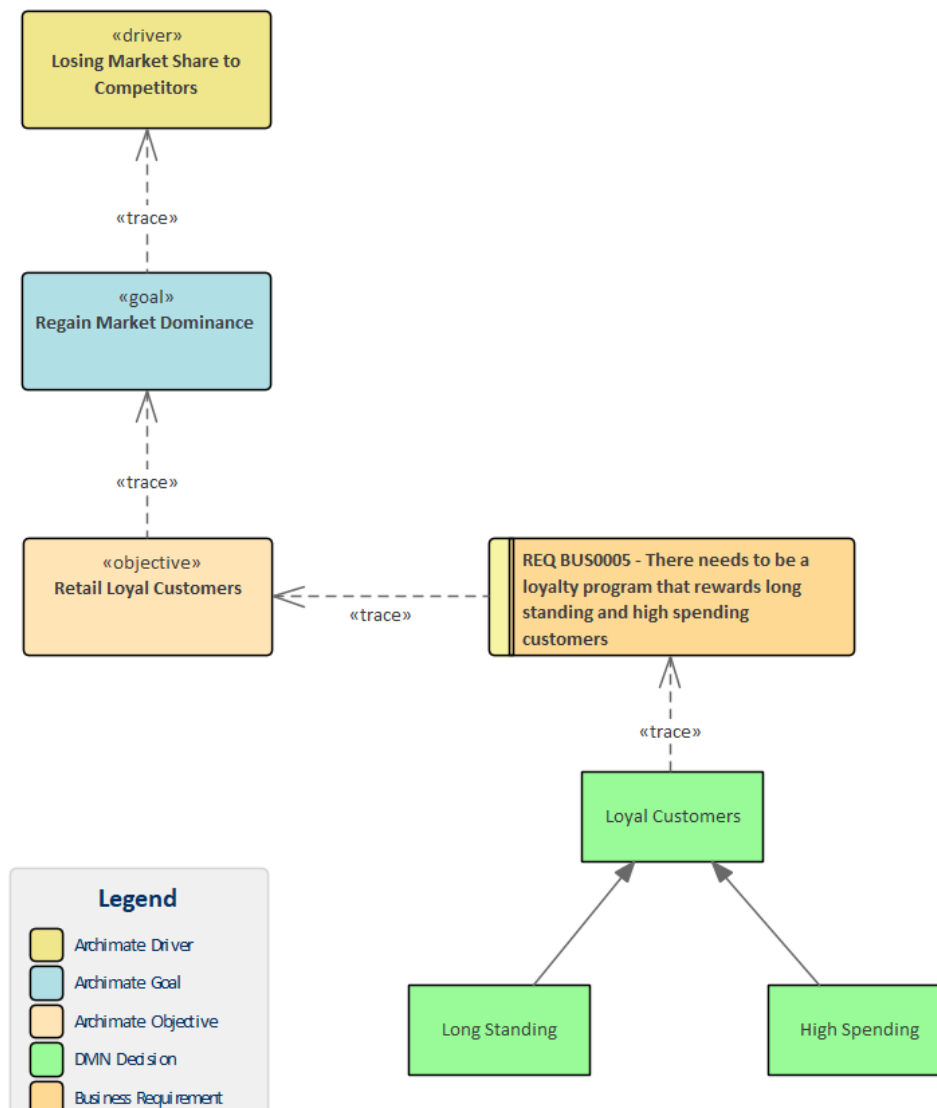 «driver»
Losing Market Share to
Competitors
«trace»
«goal»
Regain Market Dominance
«trace»
«objective»
Retail Loyal Customers
«trace»
REQ BUS0005 - There needs to be a
loyalty program that rewards long
standing and high spending
customers
«trace»
Loyal Customers
Long Standing
High Spending
Legend
Archimate Driver
Archimate Goal
Archimate Objective
DMN Decision
Business Requirement